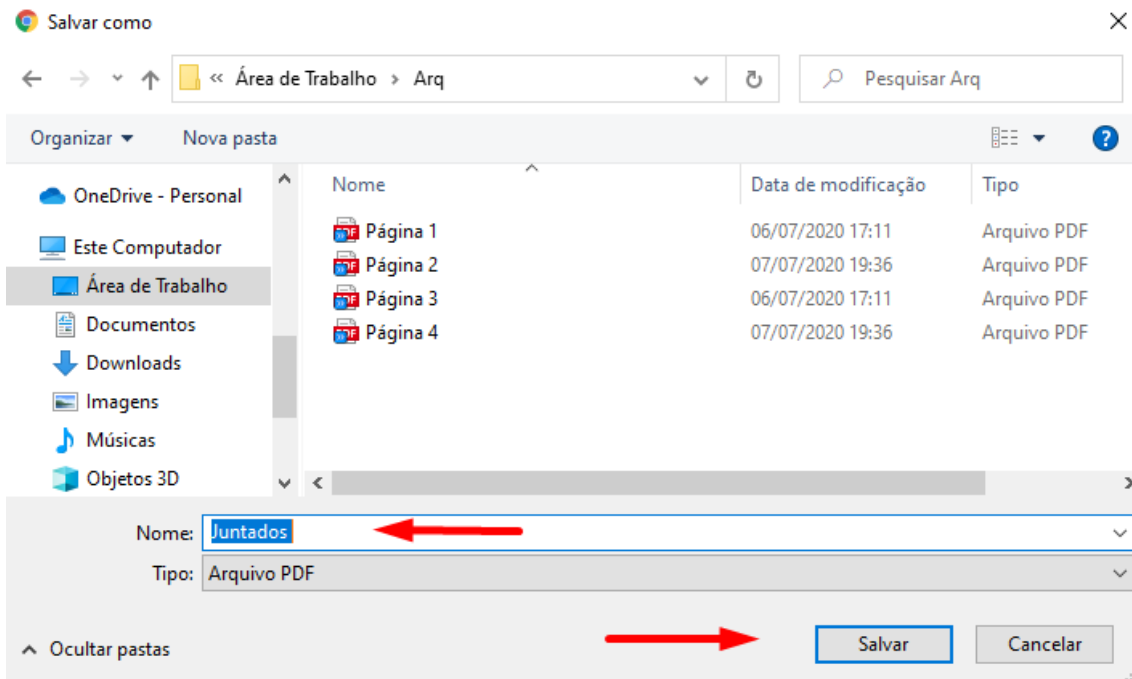 Salvar como
« Área de Trabalho › Arq
Pesquisar Arq
Organizar
Nova pasta
OneDrive - Personal
Este Computador
Área de Trabalho
Documentos
Downloads
Imagens
Músicas
Objetos 3D
Nome Data de modificação Tipo
Página 1 06/07/2020 17:11 Arquivo PDF
Página 2 07/07/2020 19:36 Arquivo PDF
Página 3 06/07/2020 17:11 Arquivo PDF
Página 4 07/07/2020 19:36 Arquivo PDF
Nome: Juntados
Tipo: Arquivo PDF
Ocultar pastas
Salvar
Cancelar